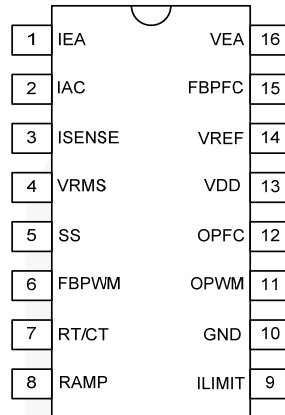 1 IEA VEA 16
2 IAC FBPFC 15
3 ISENSE VREF 14
4 VRMS VDD 13
5 SS OPFC 12
6 FBPWM OPWM 11
7 RT/CT GND 10
8 RAMP ILIMIT 9